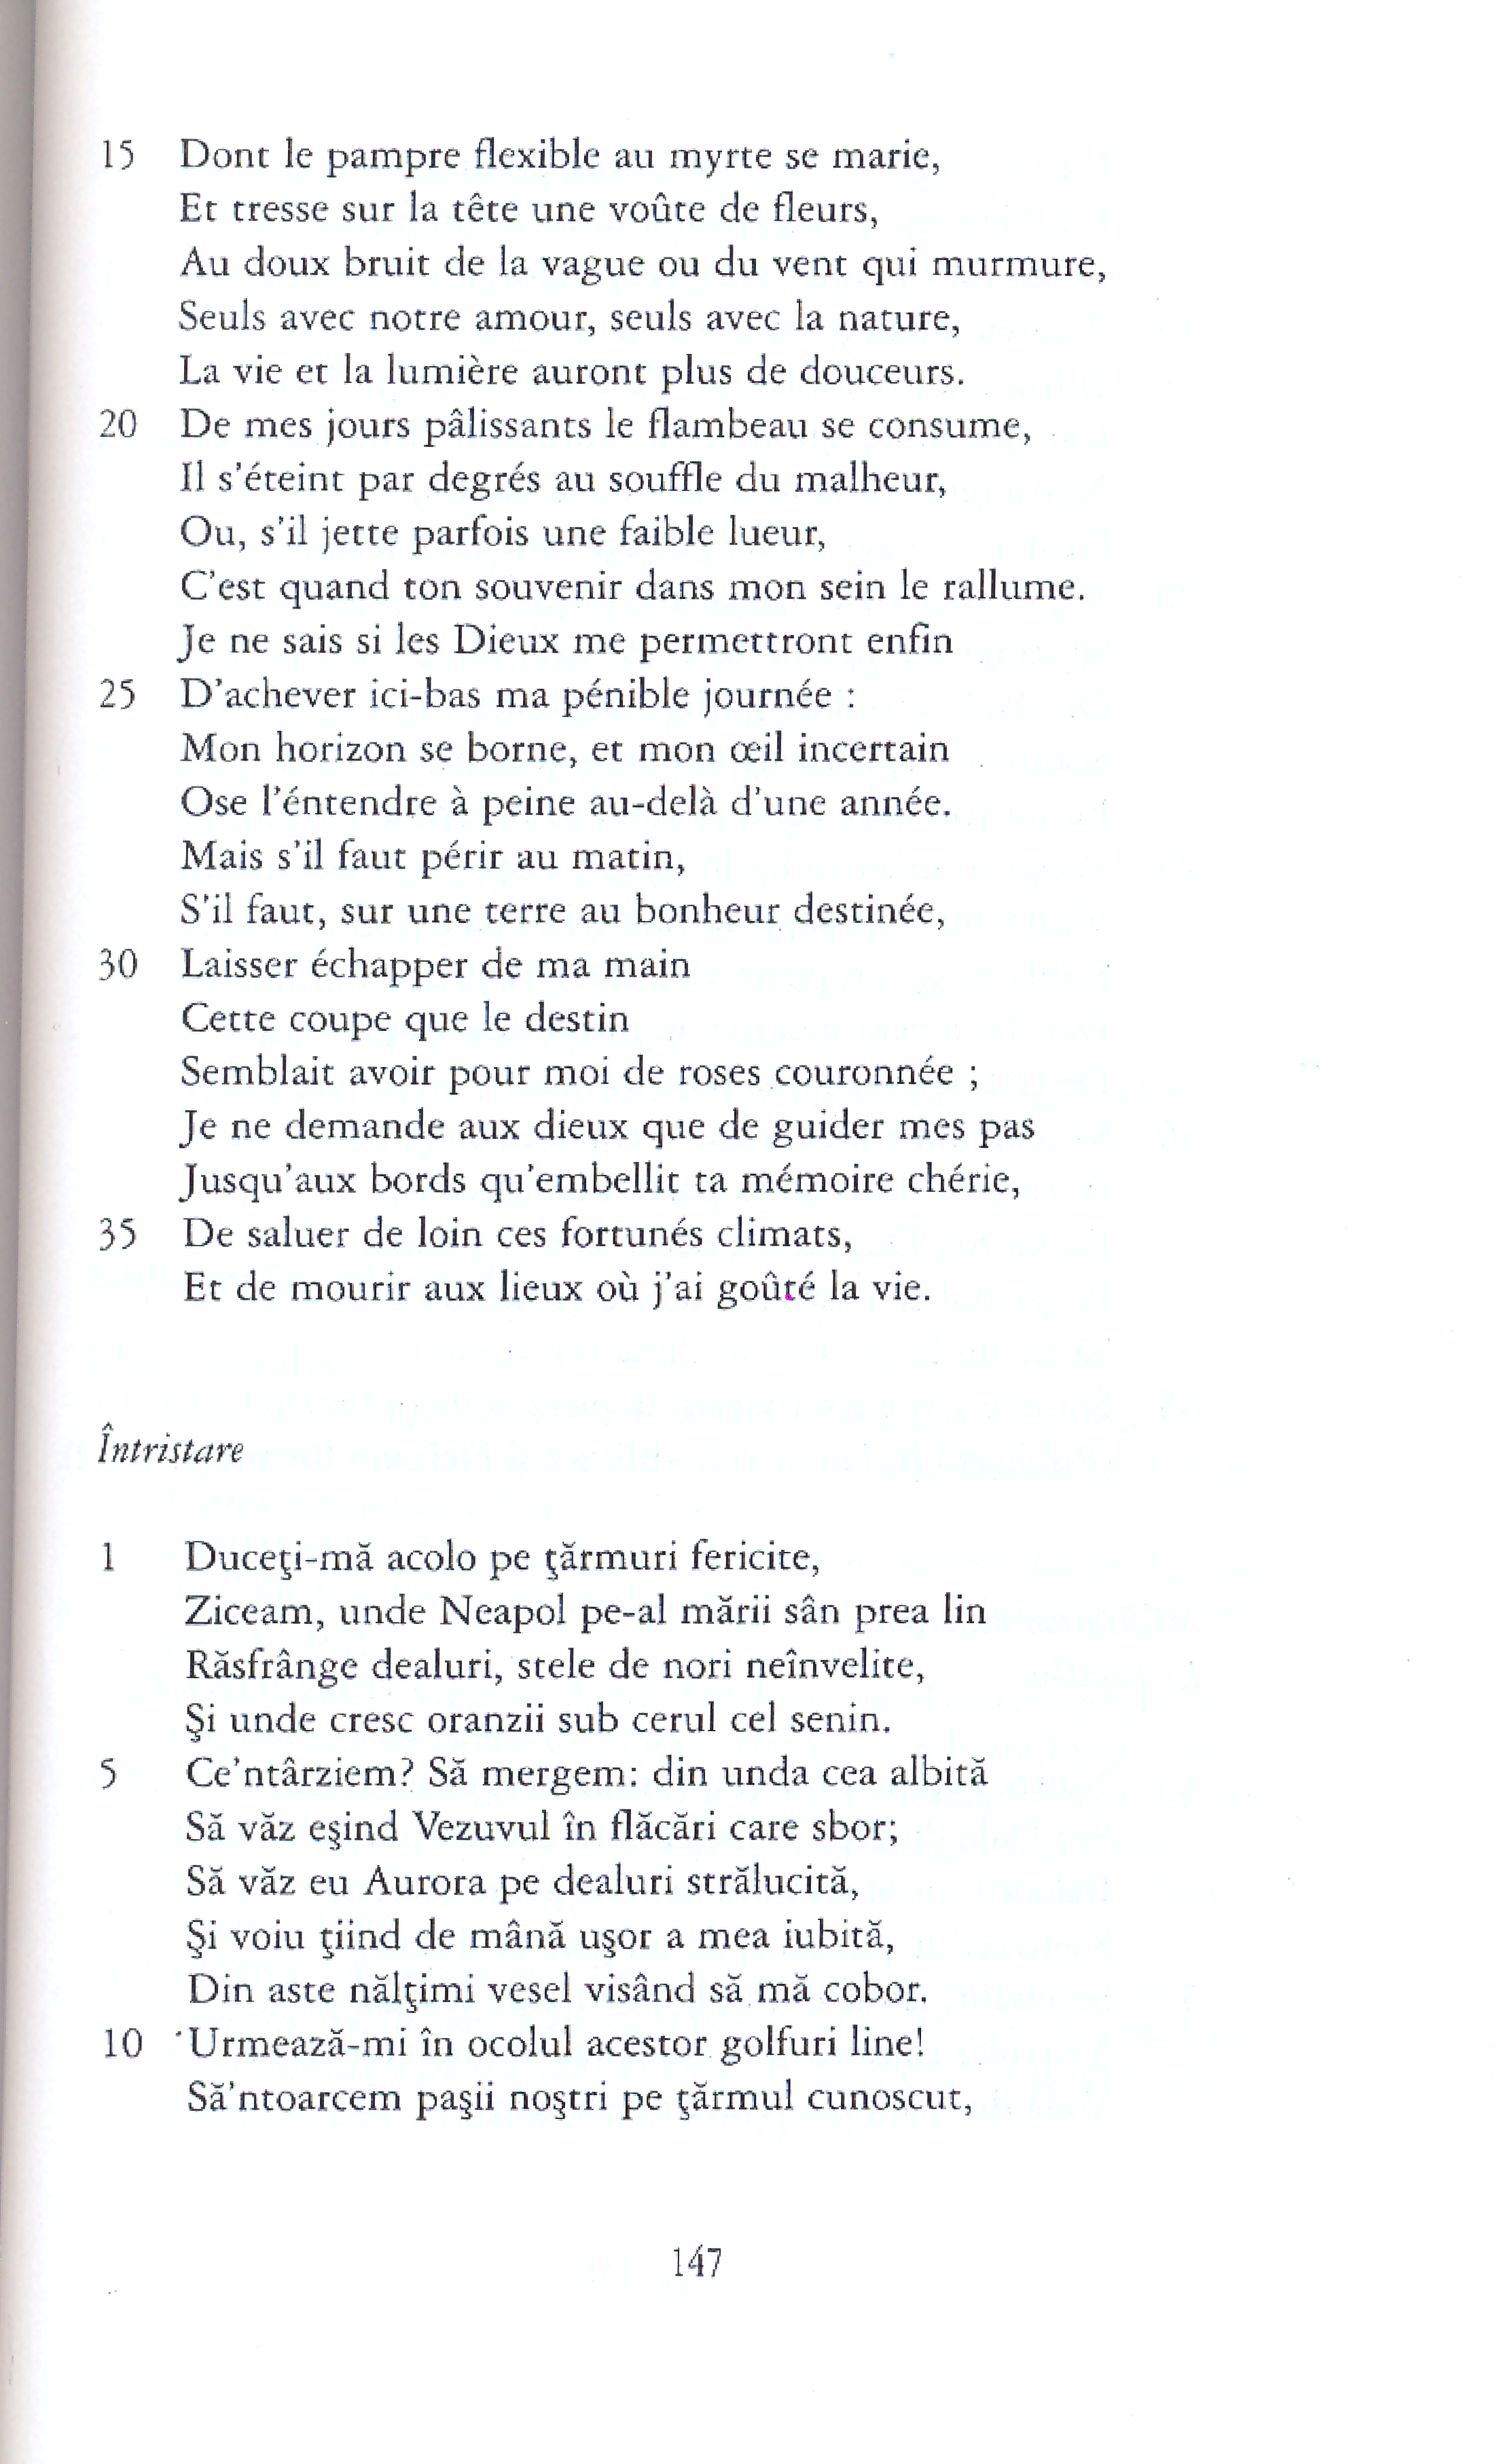 15 Dont le pampre flexible au myrte se marie,
Et tresse sur la tête une voûte de fleurs,
Au doux bruit de la vague ou du vent qui murmure,
Seuls avec notre amour, seuls avec la nature,
La vie et la lumière auront plus de douceurs.
20 De mes jours pâlissants le flambeau se consume,
Il s'éteint par degrés au souffle du malheur,
Ou, s'il jette parfois une faible lueur,
C'est quand ton souvenir dans mon sein le rallume.
Je ne sais si les Dieux me permettront enfin
25 D'achever ici-bas ma pénible journée :
Mon horizon se borne, et mon œil incertain
Ose l'éntendre à peine au-delà d'une année.
Mais s'il faut périr au matin,
S'il faut, sur une terre au bonheur destinée,
30 Laisser échapper de ma main
Cette coupe que le destin
Semblait avoir pour moi de roses couronnée ;
Je ne demande aux dieux que de guider mes pas
Jusqu'aux bords qu'embellit ta mémoire chérie,
35 De saluer de loin ces fortunés climats,
Et de mourir aux lieux où j'ai goûté la vie.
Întristare
1 Duceţi-mă acolo pe ţărmuri fericite,
Ziceam, unde Neapol pe-al mării sân prea lin
Răsfrânge dealuri, stele de nori neînvelite,
Şi unde cresc oranzii sub cerul cel senin.
5 Ce'ntârziem? Să mergem: din unda cea albită
Să văz eşind Vezuvul în flăcări care sbor;
Să văz eu Aurora pe dealuri strălucită,
Şi voiu ţiind de mână uşor a mea iubită,
Din aste nălţimi vesel visând să mă cobor.
10 Urmează-mi în ocolul acestor golfuri line!
Să'ntoarcem paşii noştri pe ţărmul cunoscut,
147